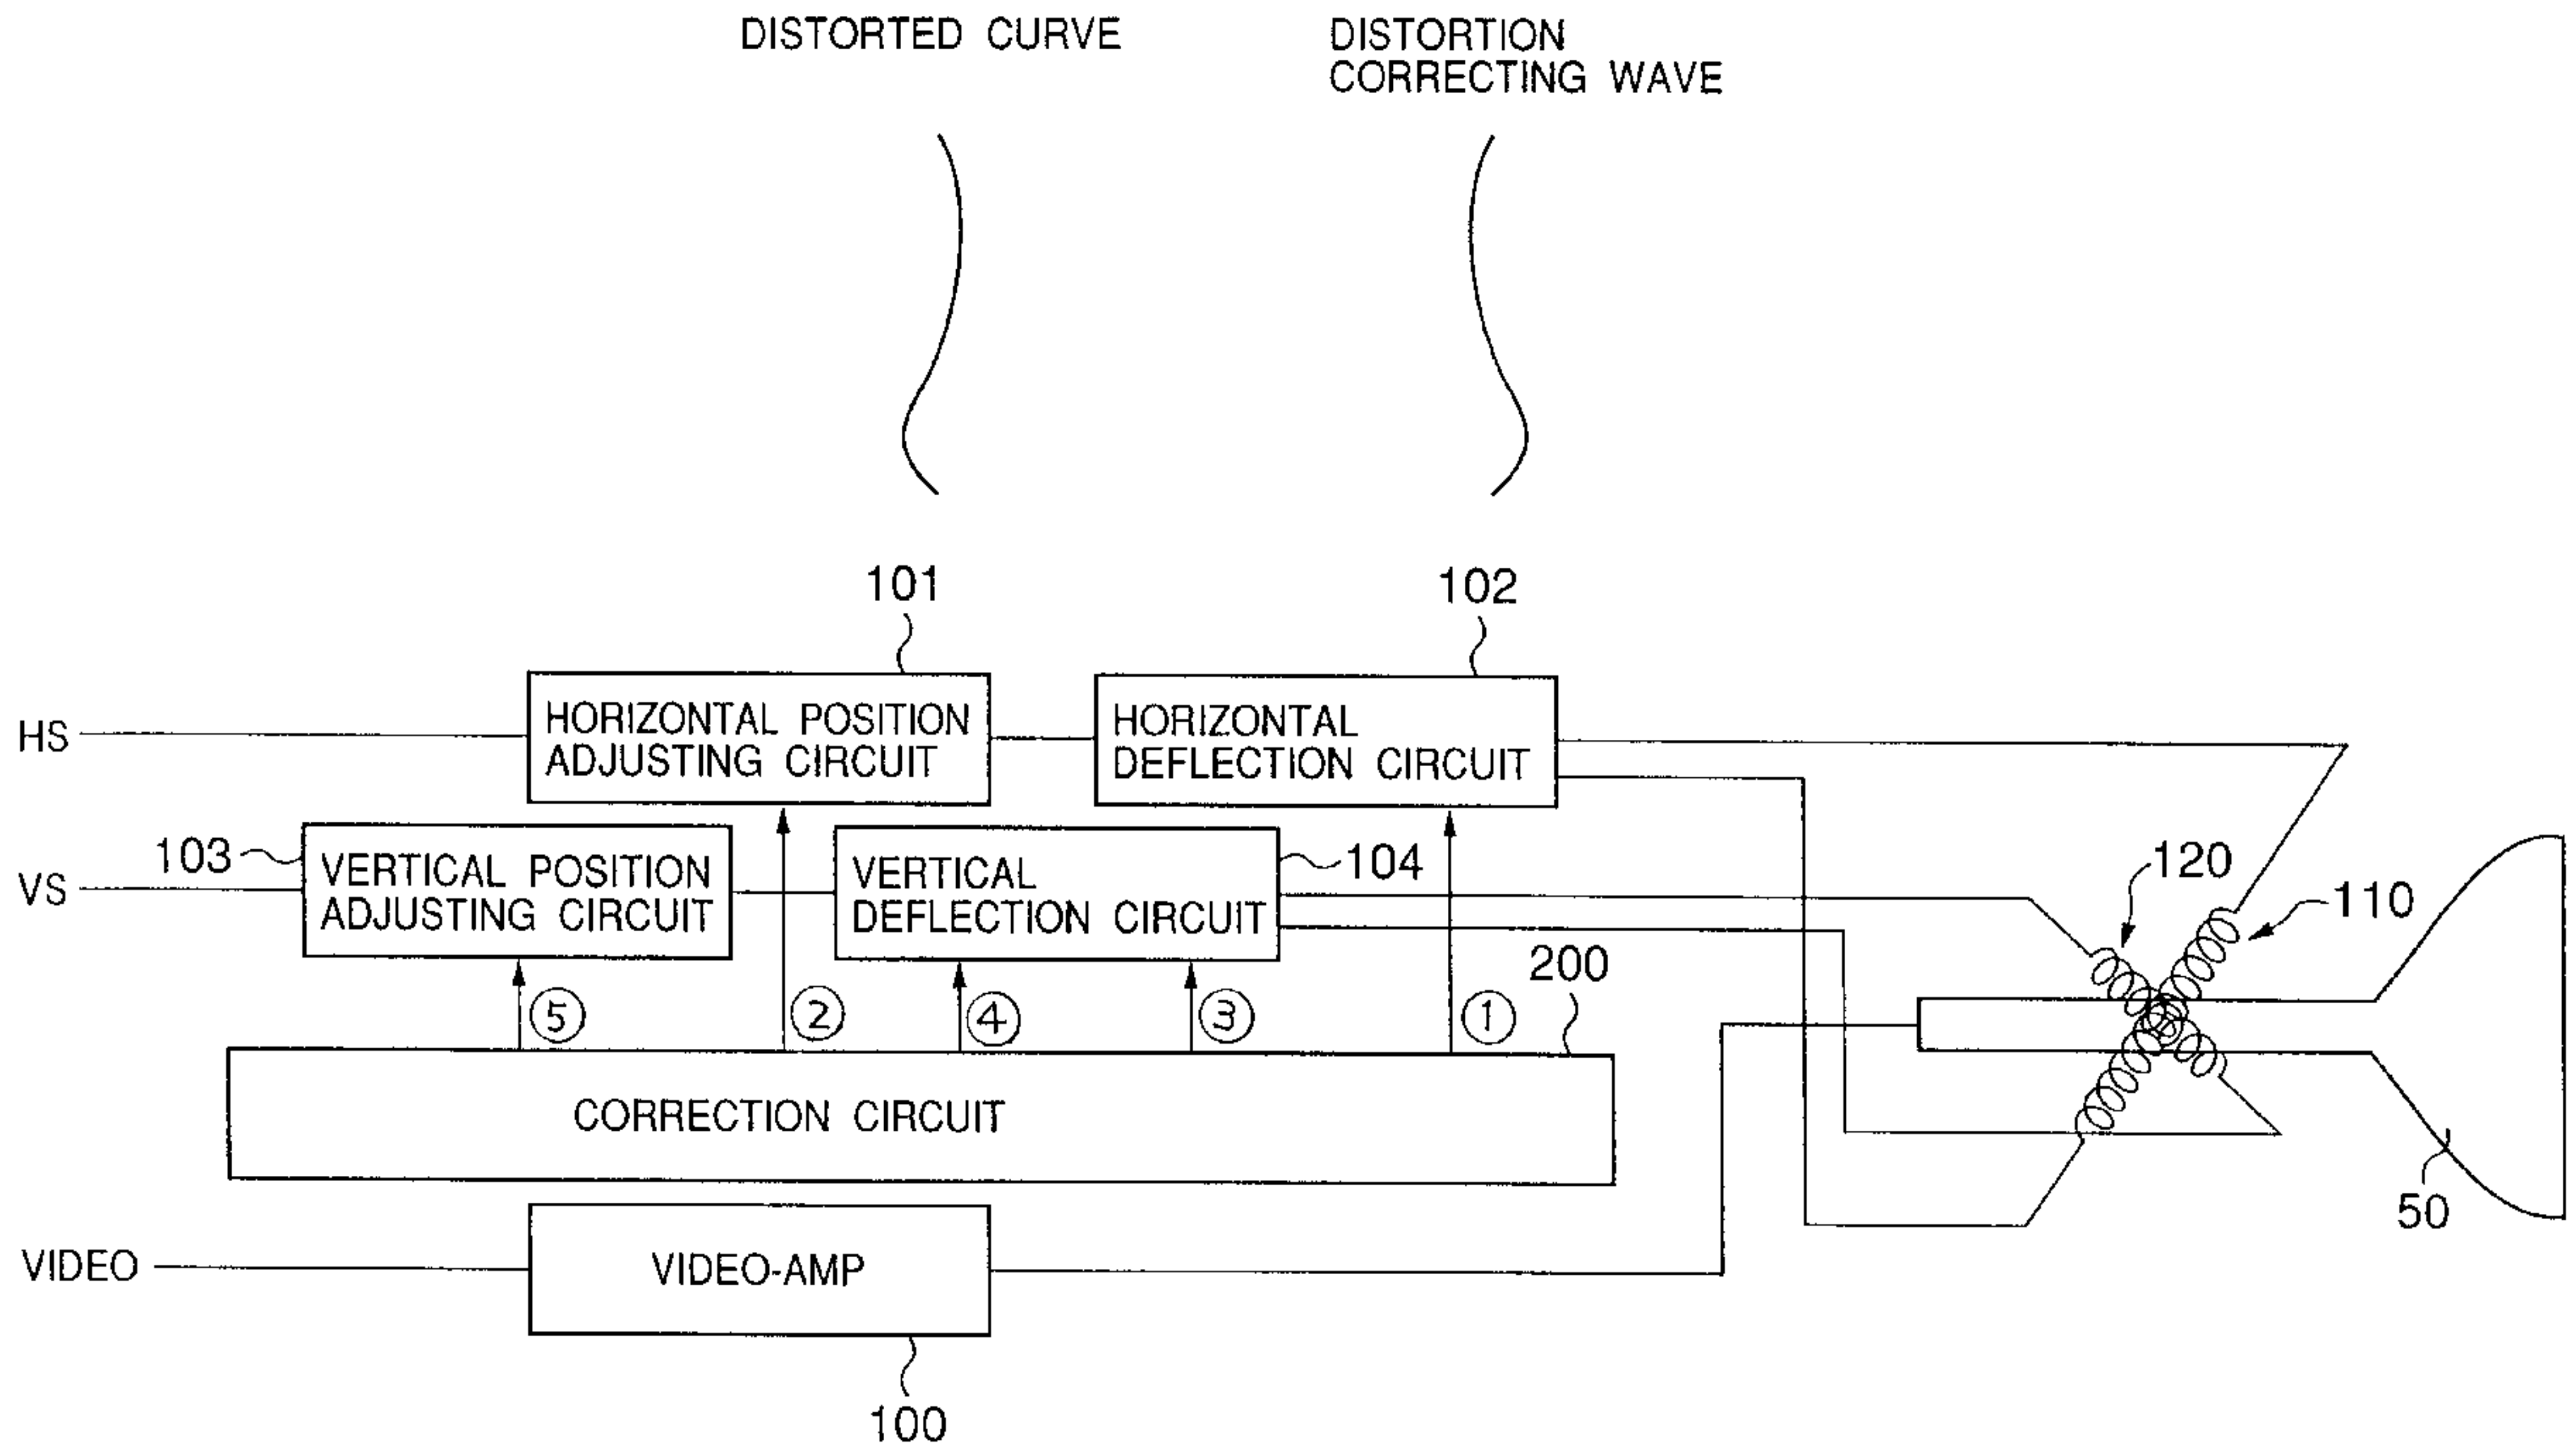 DISTORTED CURVE
DISTORTION
CORRECTING WAVE
101
102
HS
HORIZONTAL POSITION
ADJUSTING CIRCUIT
HORIZONTAL
DEFLECTION CIRCUIT
103
VS
VERTICAL POSITION
ADJUSTING CIRCUIT
VERTICAL
DEFLECTION CIRCUIT
104
120
110
200
⑤
②
④
③
①
CORRECTION CIRCUIT
50
VIDEO
VIDEO-AMP
100